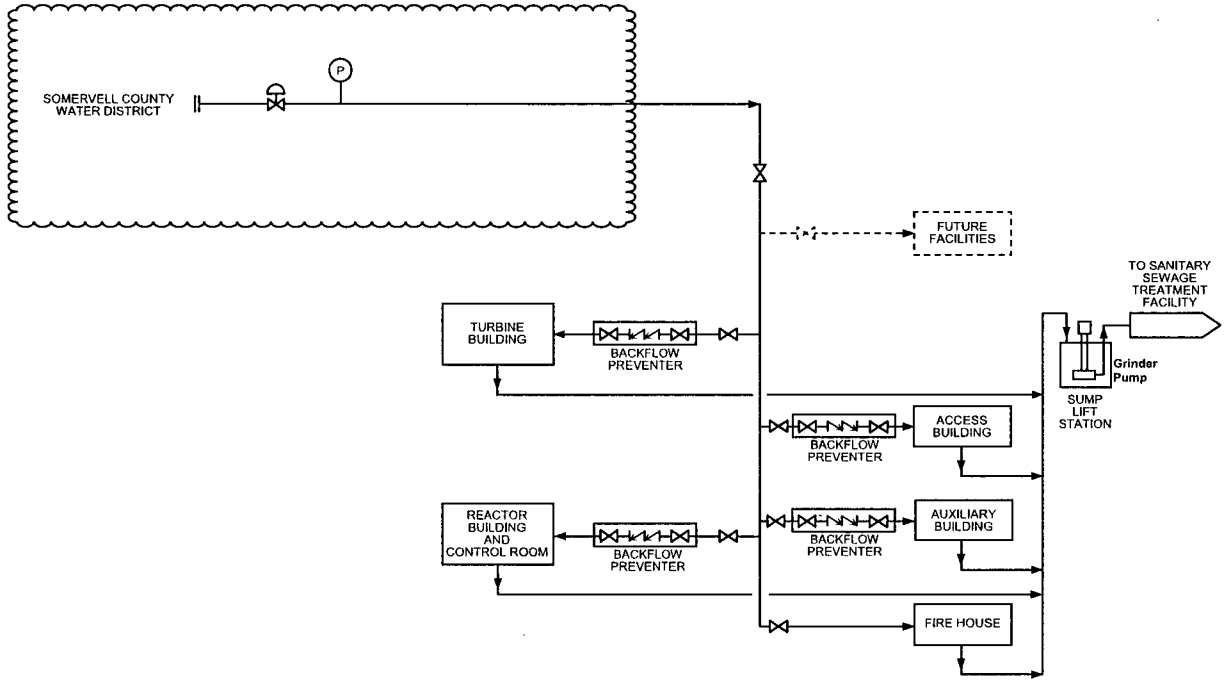 SOMERVELL COUNTY
WATER DISTRICT
P
FUTURE
FACILITIES
TO SANITARY
SEWAGE
TREATMENT
FACILITY
TURBINE
BUILDING
BACKFLOW
PREVENTER
Grinder
Pump
SUMP
LIFT
STATION
ACCESS
BUILDING
BACKFLOW
PREVENTER
REACTOR
BUILDING
AND
CONTROL ROOM
BACKFLOW
PREVENTER
AUXILIARY
BUILDING
BACKFLOW
PREVENTER
FIRE HOUSE